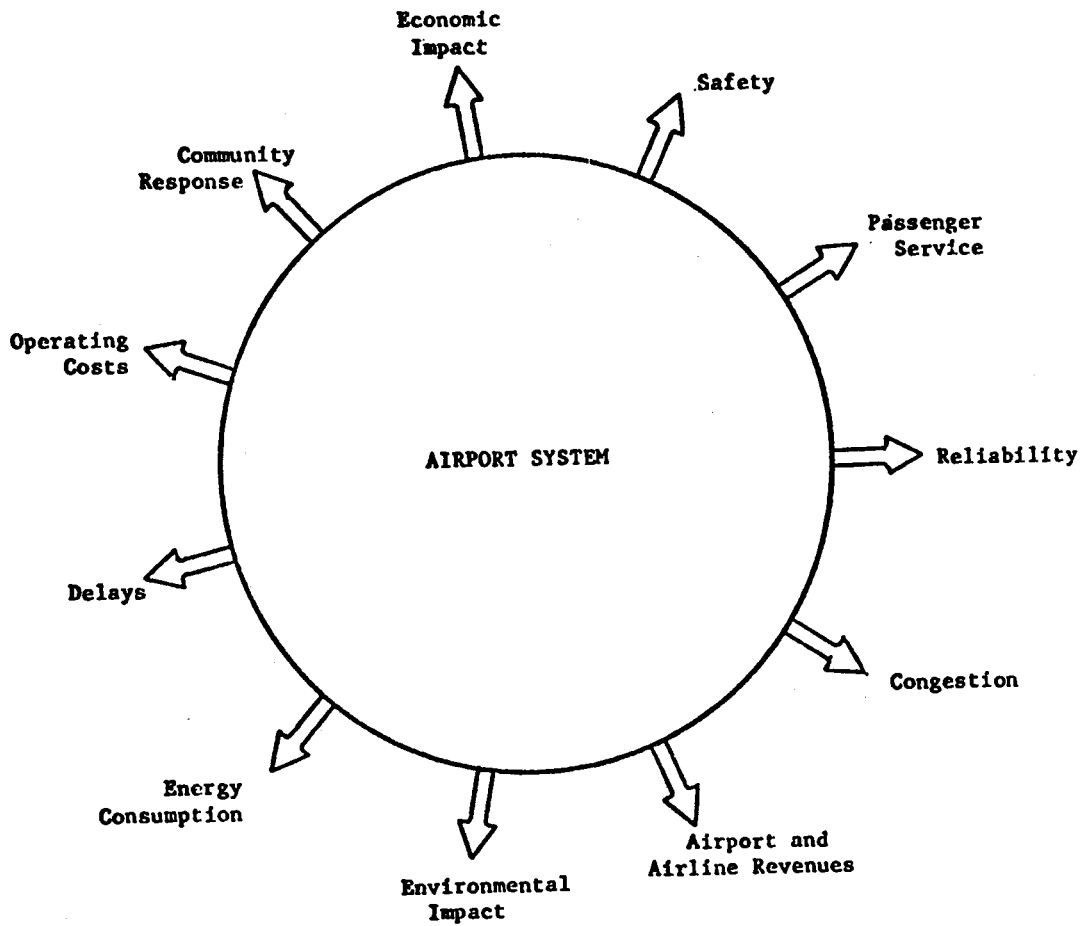 Economic
Impact
Safety
Community
Response
Passenger
Service
Operating
Costs
AIRPORT SYSTEM
Reliability
Delays
Congestion
Energy
Consumption
Airport and
Airline Revenues
Environmental
Impact